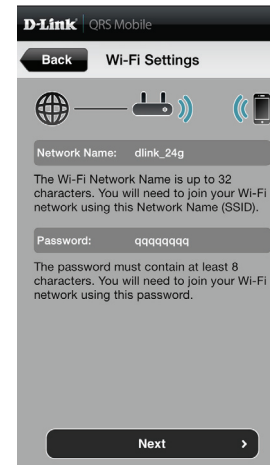 D-Link QRS Mobile
Back Wi-Fi Settings
Network Name: dlink_24g
The Wi-Fi Network Name is up to 32
characters. You will need to join your Wi-Fi
network using this Network Name (SSID).
Password: qqqqqqqq
The password must contain at least 8
characters. You will need to join your Wi-Fi
network using this password.
Next